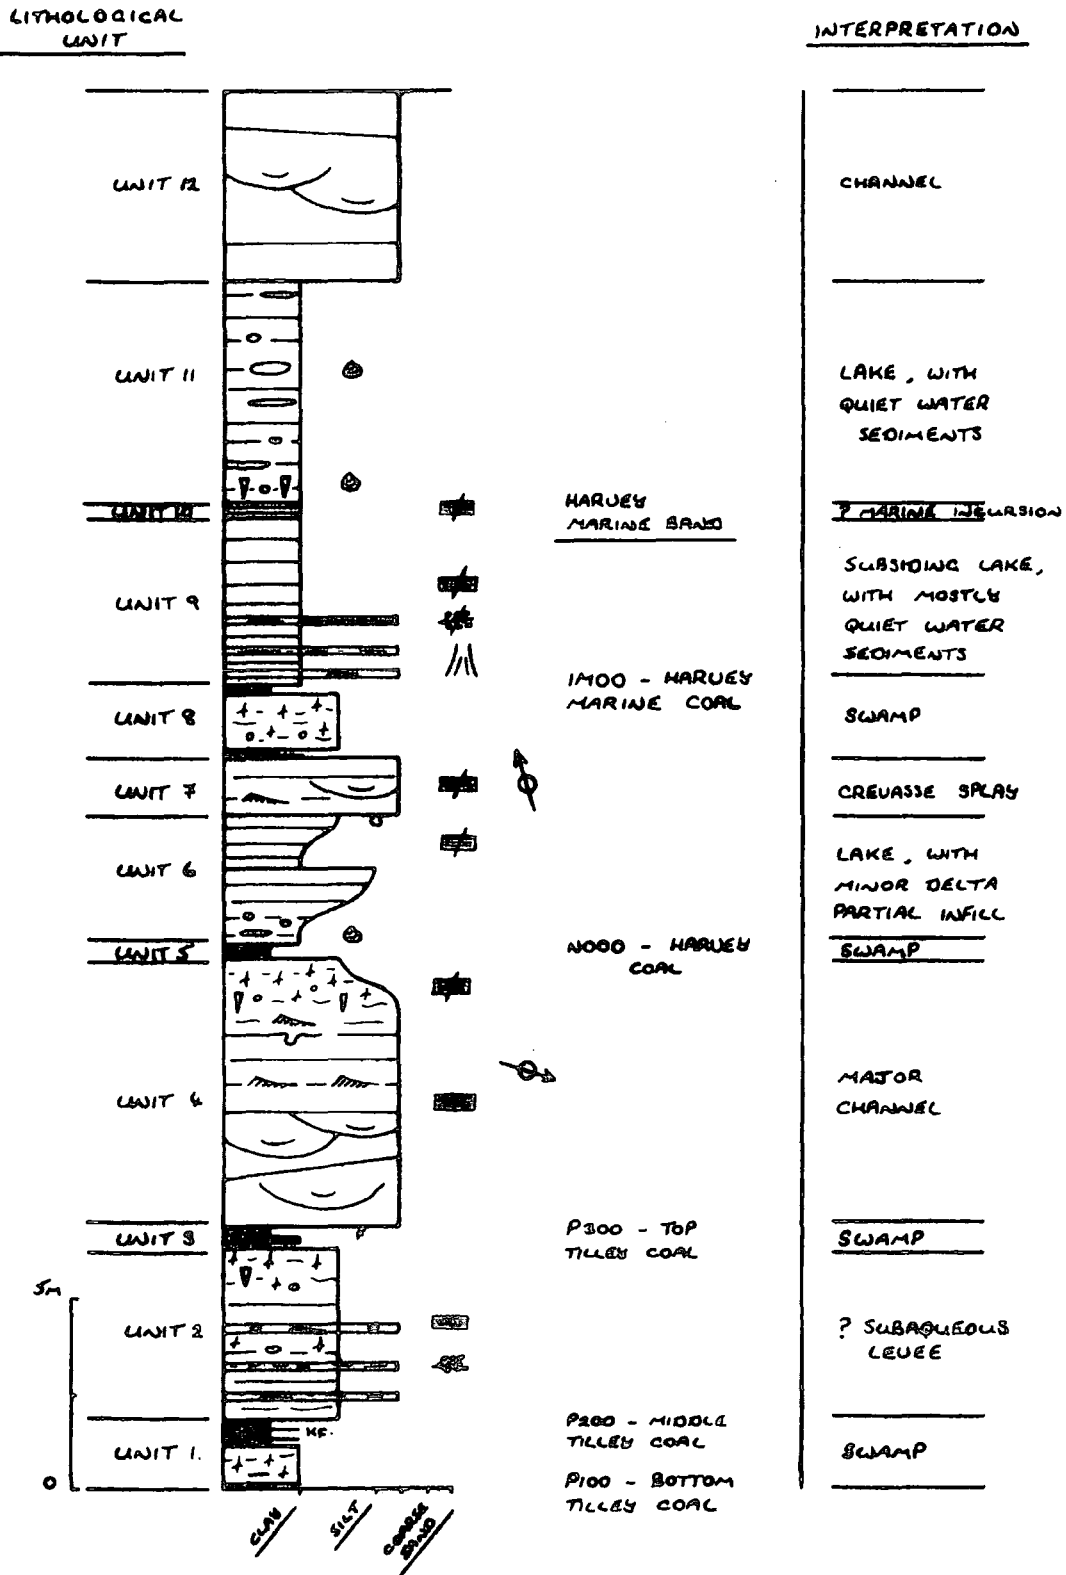 LITHOLOGICAL
UNIT
INTERPRETATION
UNIT 12
CHANNEL
UNIT 11
LAKE, WITH
QUIET WATER
SEDIMENTS
UNIT 10
HARVEY
MARINE BAND
? MARINE INCURSION
UNIT 9
SUBSIDING LAKE,
WITH MOSTLY
QUIET WATER
SEDIMENTS
1M00 - HARVEY
MARINE COAL
UNIT 8
SWAMP
UNIT 7
CREVASSE SPLAY
UNIT 6
LAKE, WITH
MINOR DELTA
PARTIAL INFILL
UNIT 5
N000 - HARVEY
COAL
SWAMP
UNIT 4
MAJOR
CHANNEL
UNIT 3
P300 - TOP
TILLEY COAL
SWAMP
5M
UNIT 2
? SUBAQUEOUS
LEVEE
P200 - MIDDLE
TILLEY COAL
KF.
UNIT 1.
SWAMP
P100 - BOTTOM
TILLEY COAL
0
CLAY
SILT
COARSE
SAND